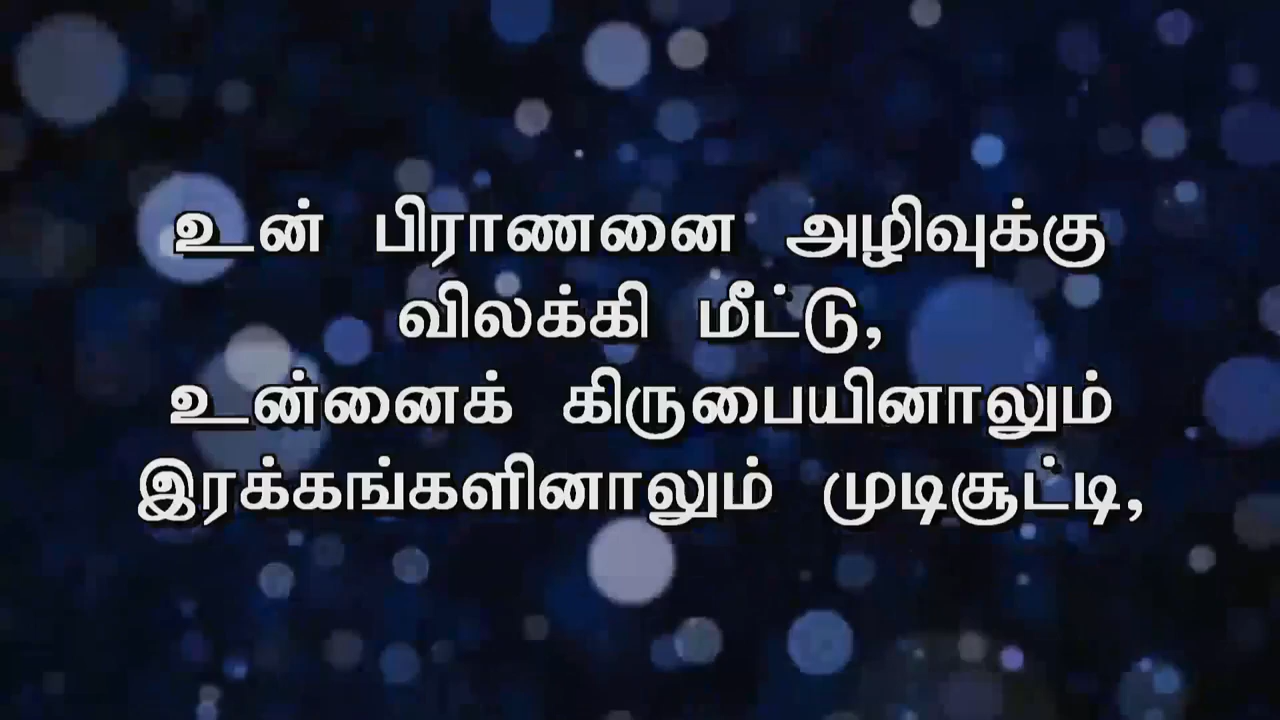 உன் பிராணனை அழிவுக்கு
விலக்கி மீட்டு,
உன்னைக் கிருபையினாலும்
இரக்கங்களினாலும் முடிசூட்டி,